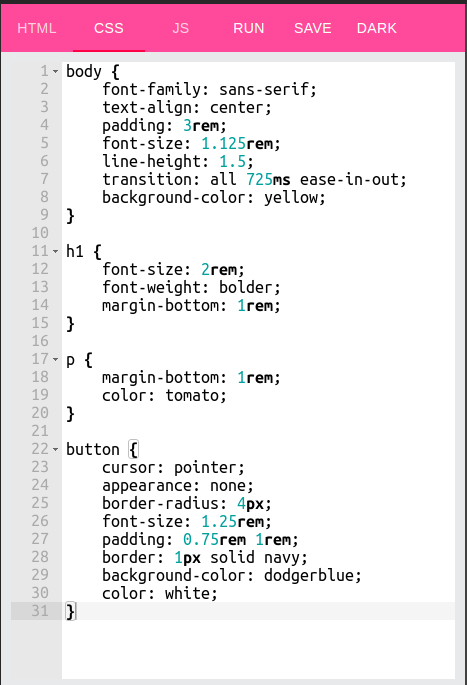 HTML CSS JS RUN SAVE DARK
1 body {
2     font-family: sans-serif;
3     text-align: center;
4     padding: 3rem;
5     font-size: 1.125rem;
6     line-height: 1.5;
7     transition: all 725ms ease-in-out;
8     background-color: yellow;
9 }
10
11 h1 {
12     font-size: 2rem;
13     font-weight: bolder;
14     margin-bottom: 1rem;
15 }
16
17 p {
18     margin-bottom: 1rem;
19     color: tomato;
20 }
21
22 button {
23     cursor: pointer;
24     appearance: none;
25     border-radius: 4px;
26     font-size: 1.25rem;
27     padding: 0.75rem 1rem;
28     border: 1px solid navy;
29     background-color: dodgerblue;
30     color: white;
31 }